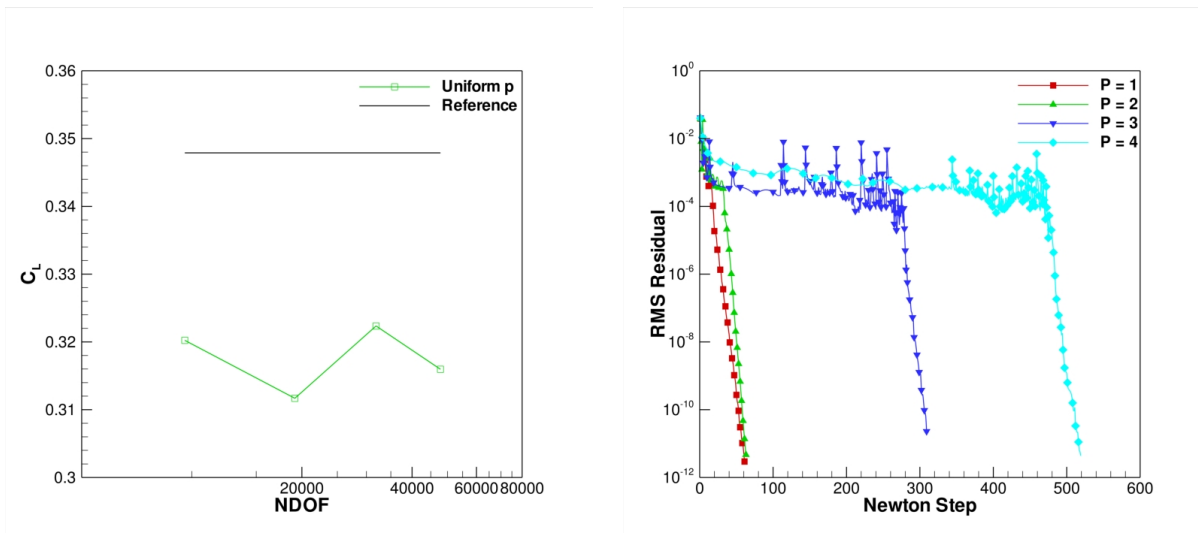 0.36
0.35
0.34
0.33
0.32
0.31
0.3
C_L
20000 40000 60000 80000
NDOF
Uniform p
Reference
10^0
10^-2
10^-4
10^-6
10^-8
10^-10
10^-12
RMS Residual
0 100 200 300 400 500 600
Newton Step
P = 1
P = 2
P = 3
P = 4